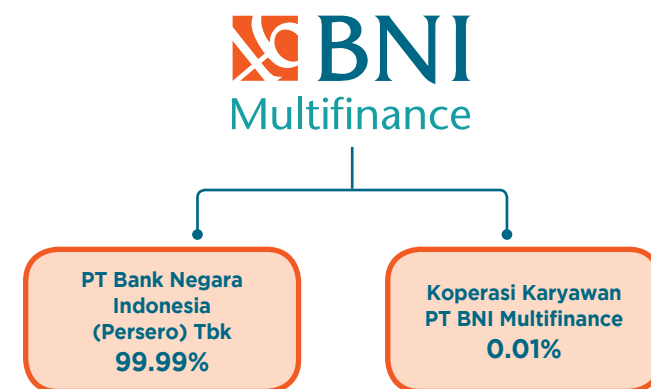 BNI
Multifinance
PT Bank Negara
Indonesia
(Persero) Tbk
99.99%
Koperasi Karyawan
PT BNI Multifinance
0.01%